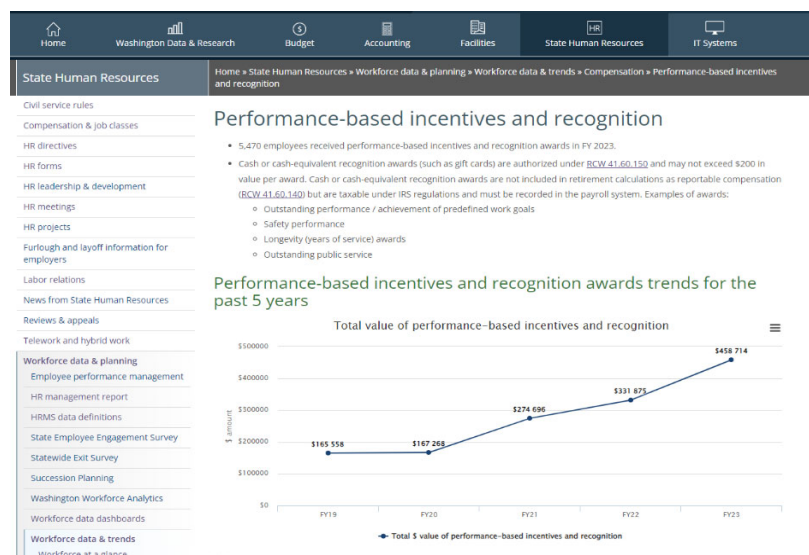 Home
Washington Data & Research
Budget
Accounting
Facilities
State Human Resources
IT Systems
State Human Resources
Home » State Human Resources » Workforce data & planning » Workforce data & trends » Compensation » Performance-based incentives
and recognition
Civil service rules
Compensation & job classes
HR directives
HR forms
HR leadership & development
HR meetings
HR projects
Furlough and layoff information for
employers
Labor relations
News from State Human Resources
Reviews & appeals
Telework and hybrid work
Workforce data & planning
Employee performance management
HR management report
HRMS data definitions
State Employee Engagement Survey
Statewide Exit Survey
Succession Planning
Washington Workforce Analytics
Workforce data dashboards
Workforce data & trends
Workforce at a glance
Performance-based incentives and recognition
5,470 employees received performance-based incentives and recognition awards in FY 2023.
Cash or cash-equivalent recognition awards (such as gift cards) are authorized under RCW 41.60.150 and may not exceed $200 in
value per award. Cash or cash-equivalent recognition awards are not included in retirement calculations as reportable compensation
(RCW 41.60.140) but are taxable under IRS regulations and must be recorded in the payroll system. Examples of awards:
Outstanding performance / achievement of predefined work goals
Safety performance
Longevity (years of service) awards
Outstanding public service
Performance-based incentives and recognition awards trends for the
past 5 years
Total value of performance-based incentives and recognition
$ amount
$500000
$400000
$300000
$200000
$100000
$0
$165 558
$167 268
$274 696
$331 875
$458 714
FY19
FY20
FY21
FY22
FY23
Total $ value of performance-based incentives and recognition